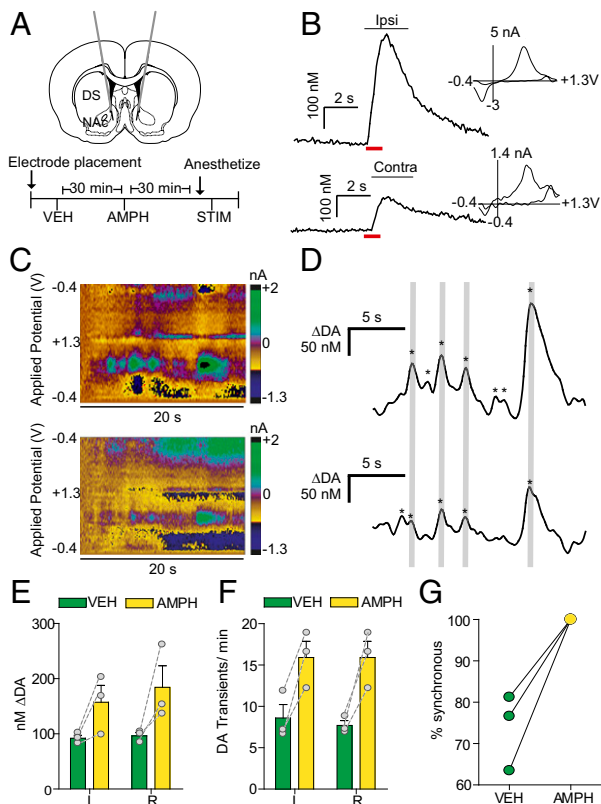 A
DS
NAc
Electrode placement
Anesthetize
30 min
30 min
VEH
AMPH
STIM
B
Ipsi
100 nM
2 s
5 nA
-0.4
+1.3V
-3
Contra
100 nM
2 s
1.4 nA
-0.4
+1.3V
-0.4
C
Applied Potential (V)
-0.4
+1.3
-0.4
nA
+2
0
-1.3
20 s
Applied Potential (V)
-0.4
+1.3
-0.4
nA
+2
0
-1.3
20 s
D
5 s
ΔDA
50 nM
* * * * * * * *
5 s
ΔDA
50 nM
* * * * *
E
VEH
AMPH
nM ΔDA
300
200
100
0
L
R
F
VEH
AMPH
DA Transients/ min
20
15
10
5
0
L
R
G
% synchronous
100
90
80
70
60
VEH
AMPH